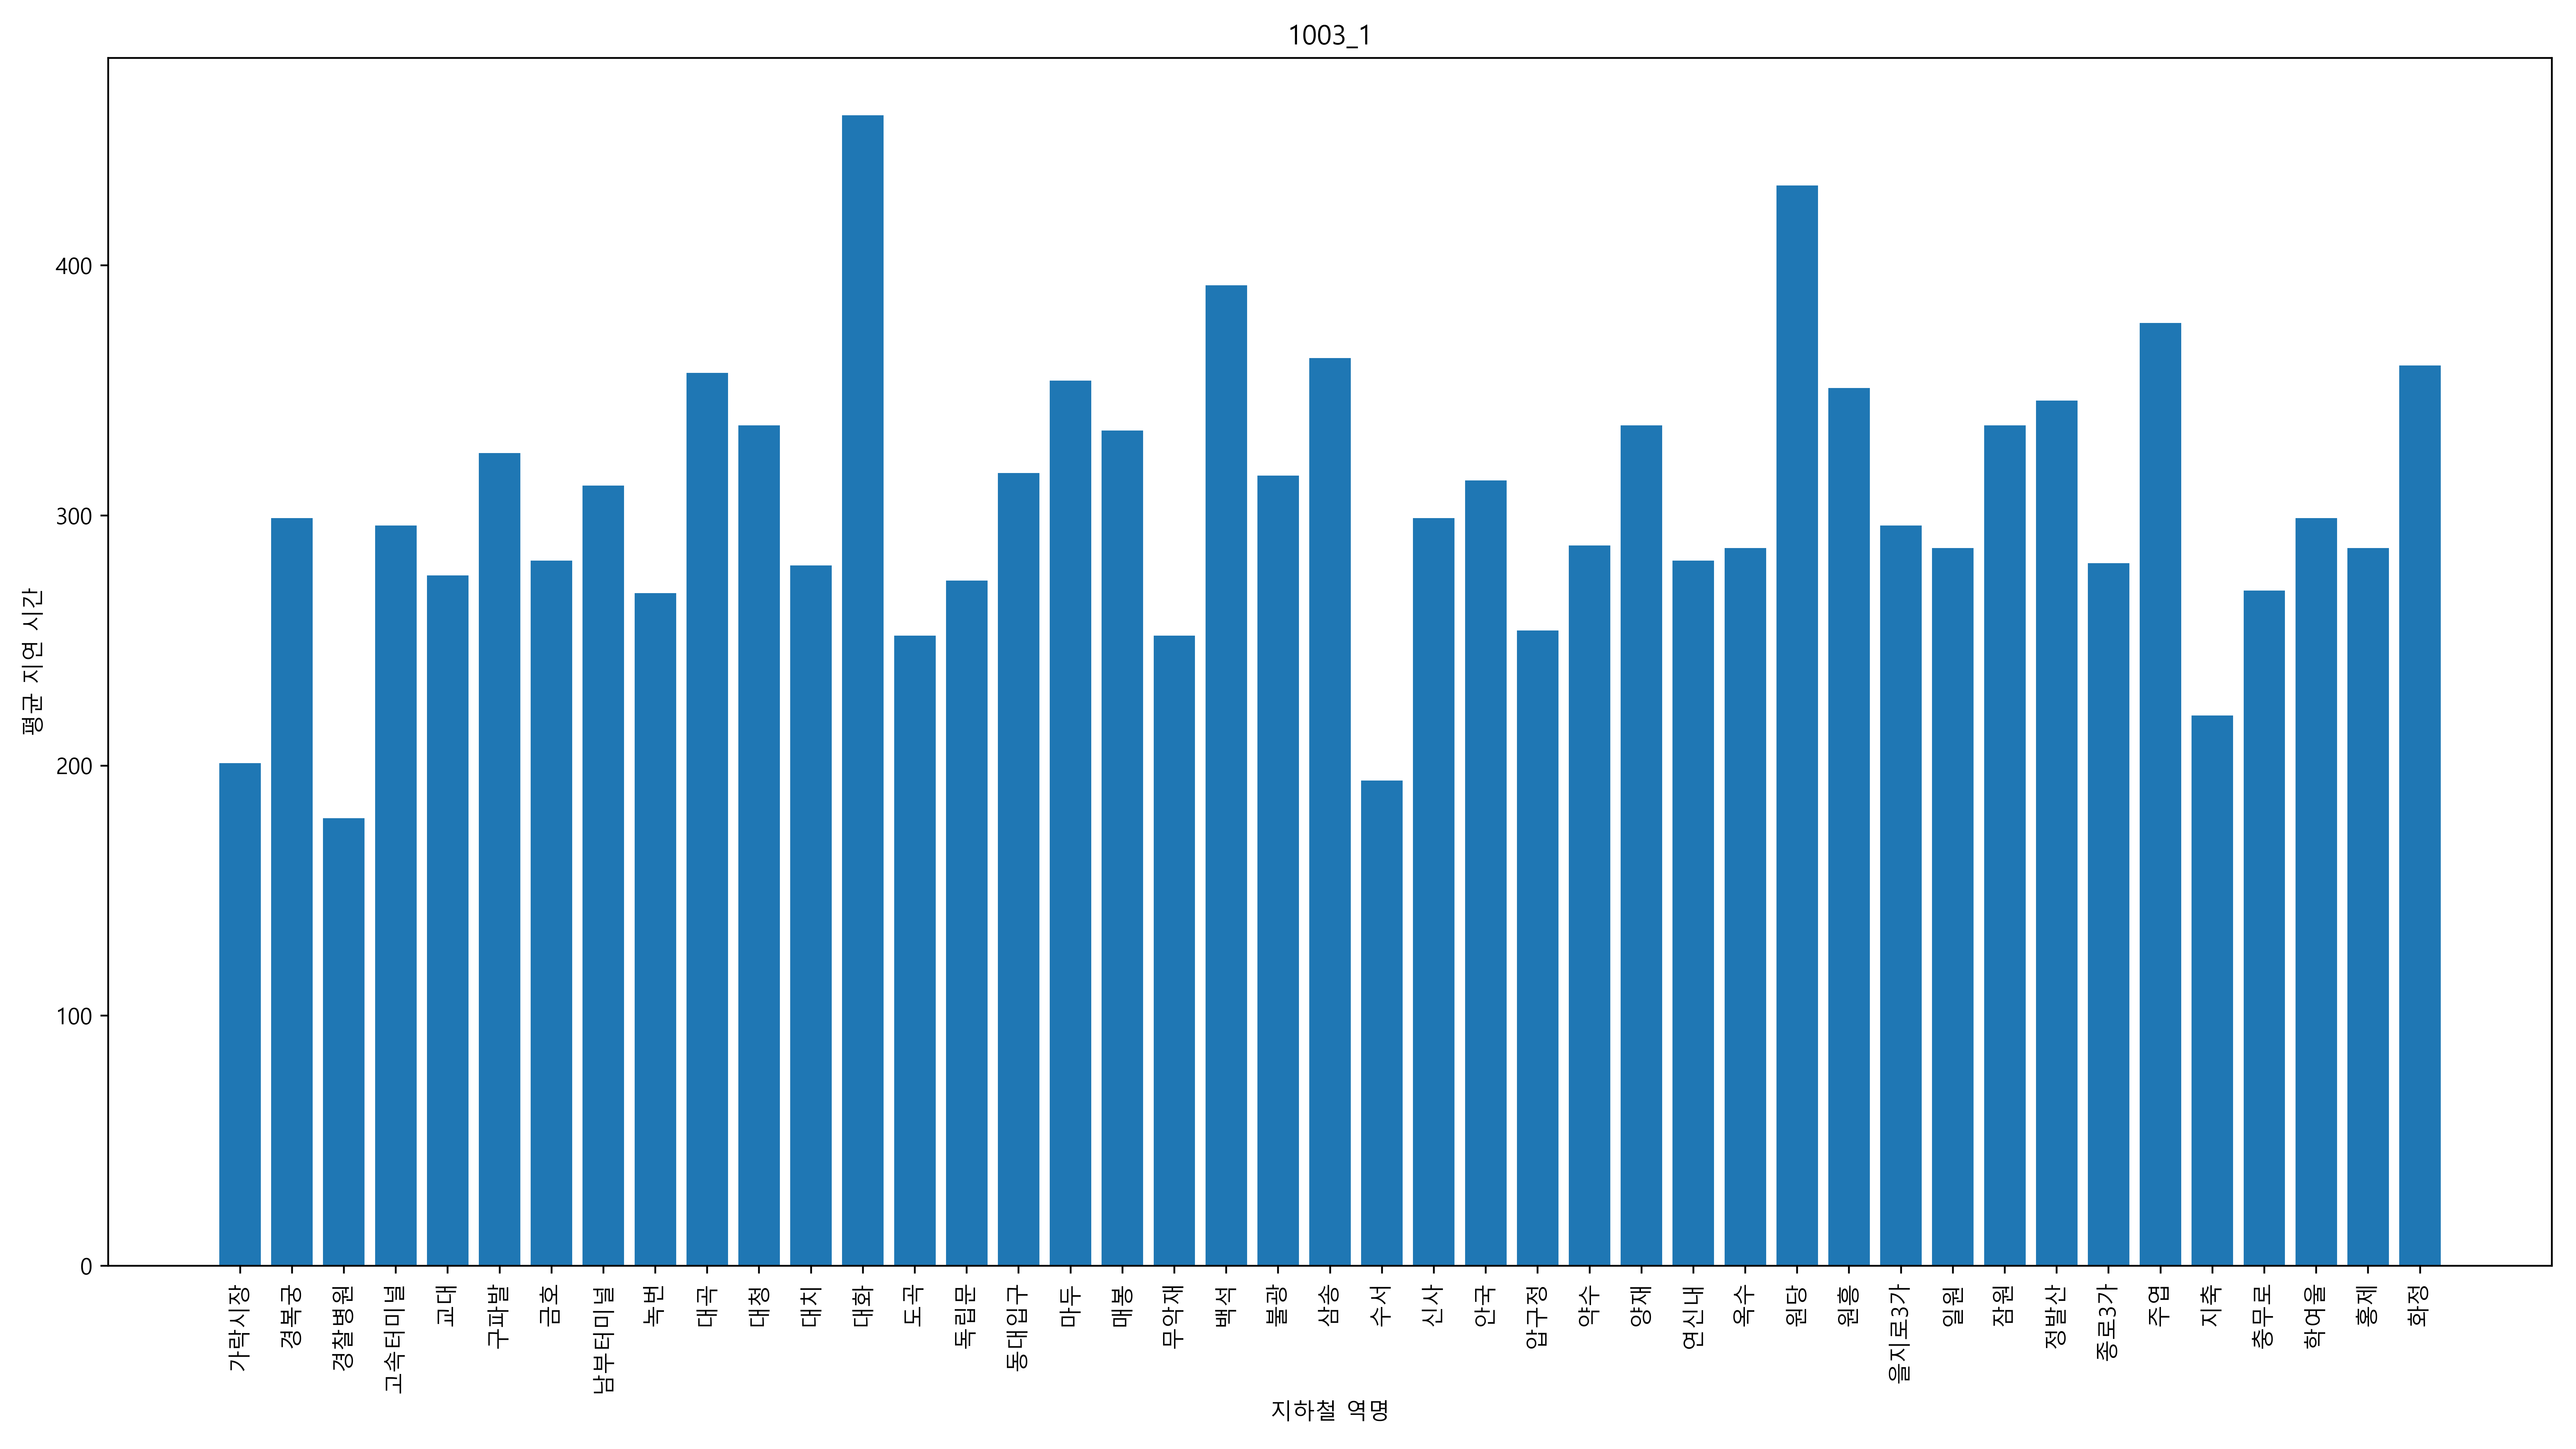 1003_1
평균 지연 시간
400
300
200
100
0
가락시장
경복궁
경찰병원
고속터미널
교대
구파발
금호
남부터미널
녹번
대곡
대청
대치
대화
도곡
독립문
동대입구
마두
매봉
무악재
백석
불광
삼송
수서
신사
안국
압구정
약수
양재
연신내
옥수
원당
원흥
을지로3가
일원
잠원
정발산
종로3가
주엽
지축
충무로
학여울
홍제
화정
지하철 역명